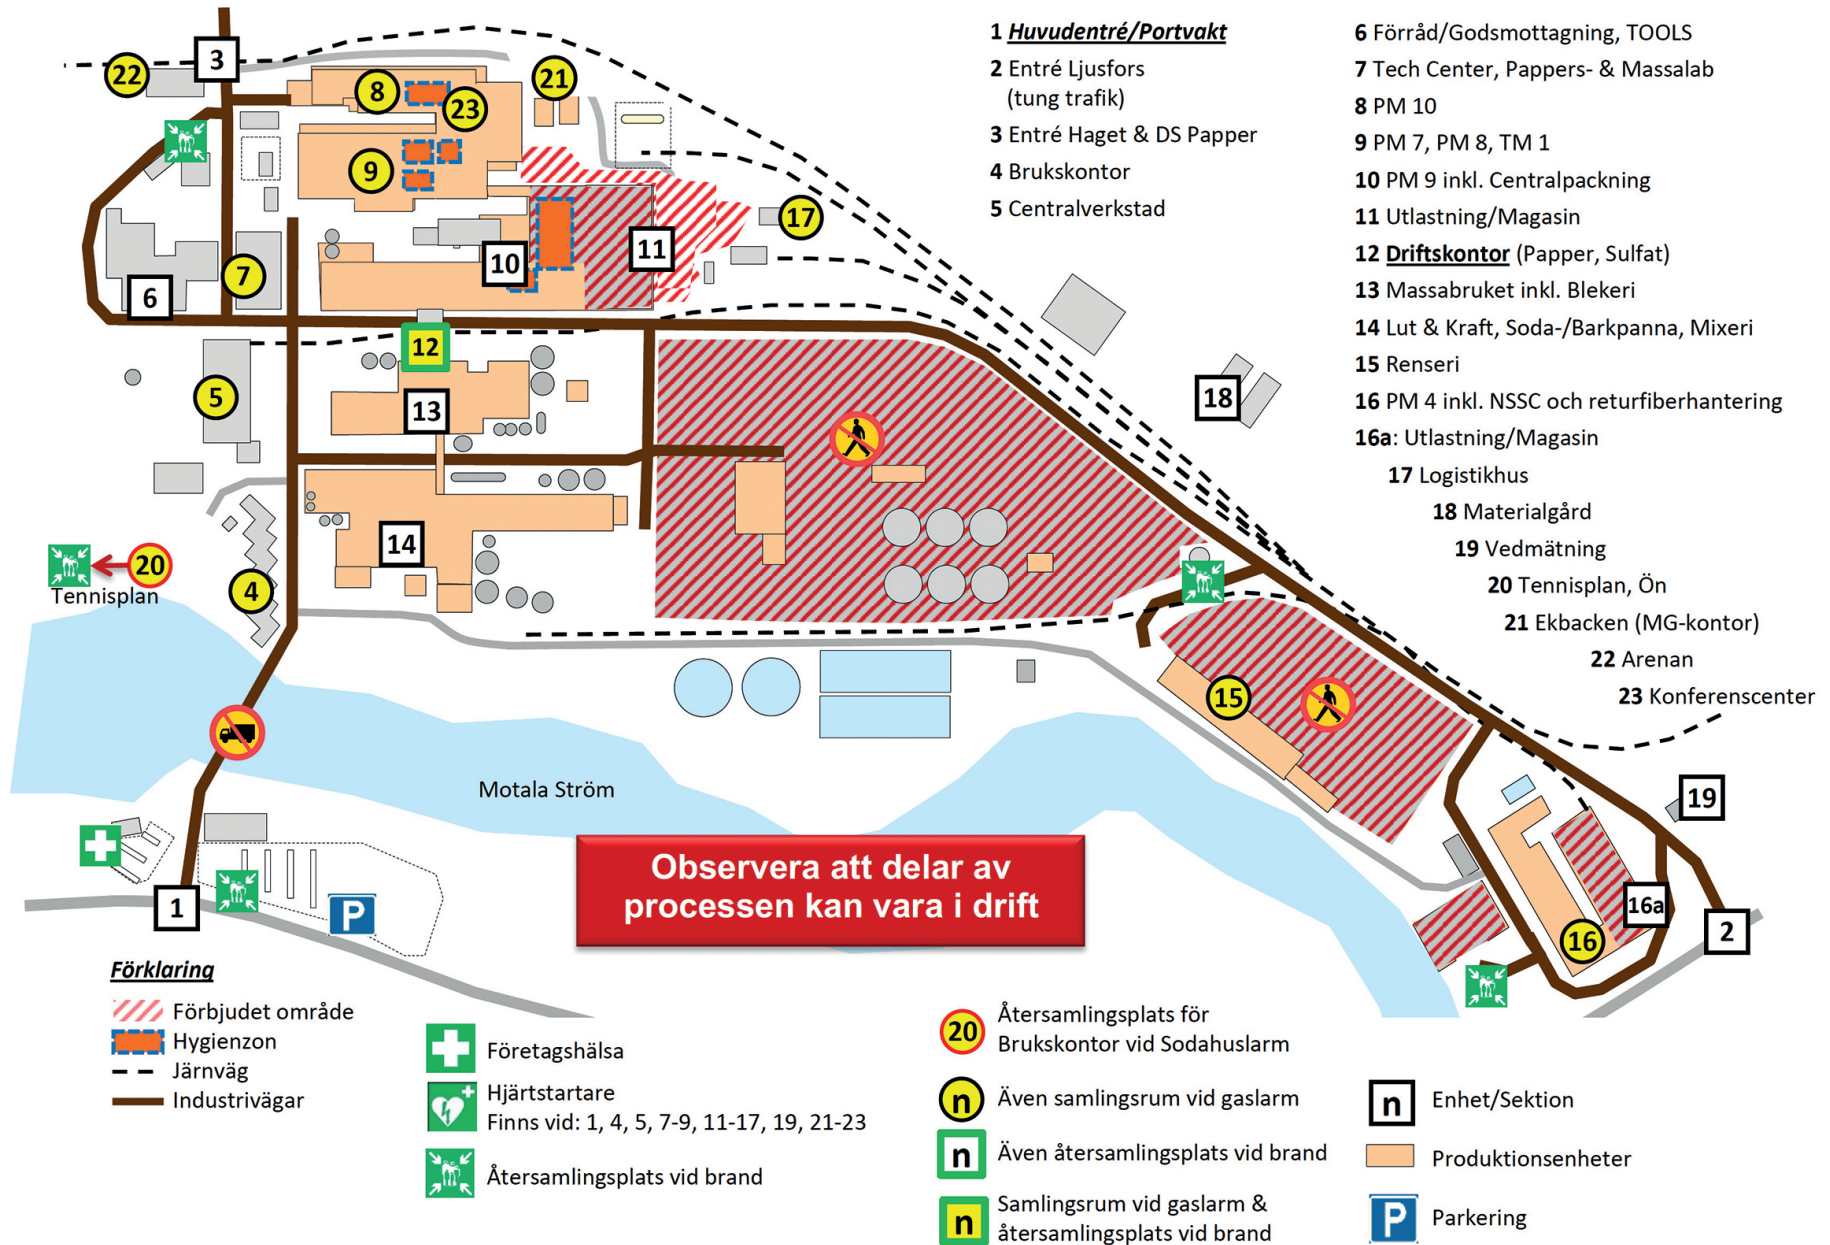 1 Huvudentré/Portvakt
2 Entré Ljusfors
(tung trafik)
3 Entré Haget & DS Papper
4 Brukskontor
5 Centralverkstad
6 Förråd/Godsmottagning, TOOLS
7 Tech Center, Pappers- & Massalab
8 PM 10
9 PM 7, PM 8, TM 1
10 PM 9 inkl. Centralpackning
11 Utlastning/Magasin
12 Driftskontor (Papper, Sulfat)
13 Massabruket inkl. Blekeri
14 Lut & Kraft, Soda-/Barkpanna, Mixeri
15 Renseri
16 PM 4 inkl. NSSC och returfiberhantering
16a: Utlastning/Magasin
17 Logistikhus
18 Materialgård
19 Vedmätning
20 Tennisplan, Ön
21 Ekbacken (MG-kontor)
22 Arenan
23 Konferenscenter
3
22
8
23
21
9
17
10
11
7
6
12
5
13
18
14
20
Tennisplan
4
15
Motala Ström
19
16a
16
2
1
P
Observera att delar av
processen kan vara i drift
Förklaring
Förbjudet område
Hygienzon
Järnväg
Industrivägar
Företagshälsa
Hjärtstartare
Finns vid: 1, 4, 5, 7-9, 11-17, 19, 21-23
Återsamlingsplats vid brand
20 Återsamlingsplats för
Brukskontor vid Sodahuslarm
n Även samlingsrum vid gaslarm
n Även återsamlingsplats vid brand
n Samlingsrum vid gaslarm &
återsamlingsplats vid brand
n Enhet/Sektion
Produktionsenheter
P Parkering